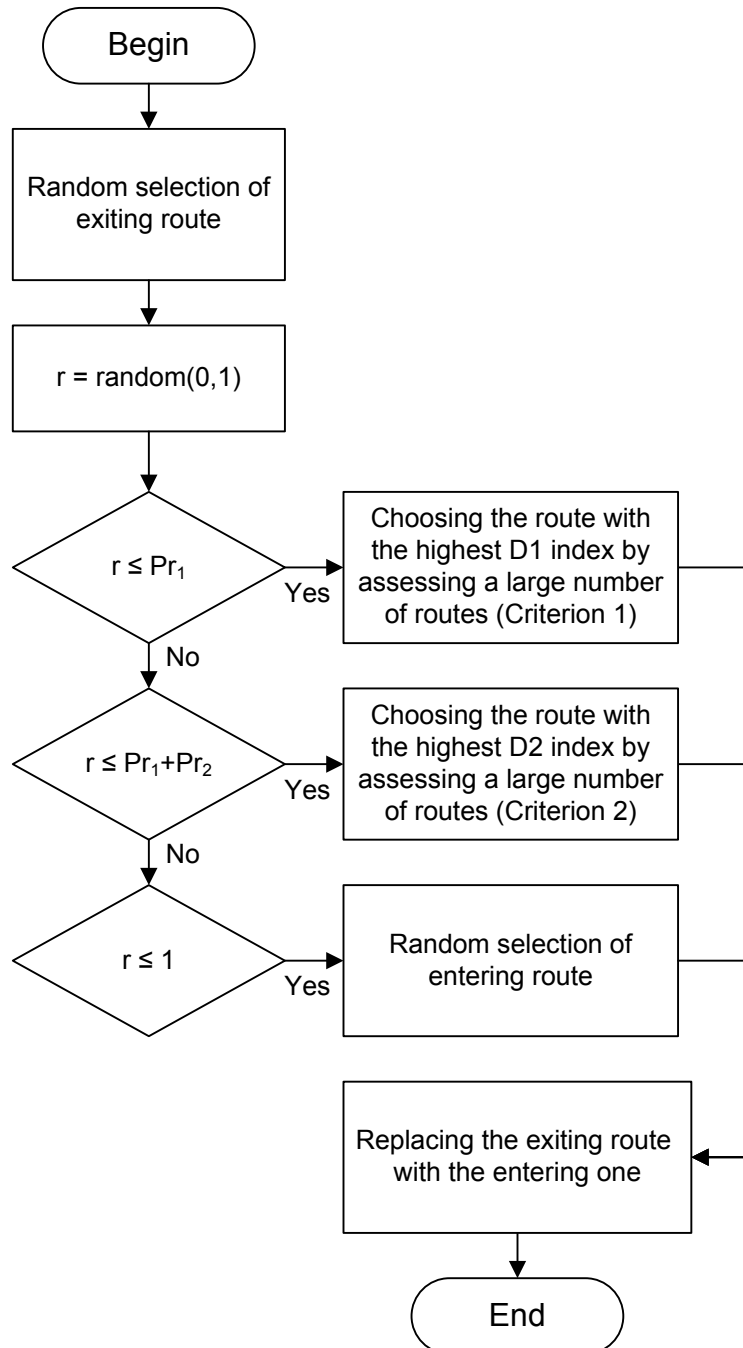 Begin
Random selection of
exiting route
r = random(0,1)
r ≤ Pr₁
Yes
Choosing the route with
the highest D1 index by
assessing a large number
of routes (Criterion 1)
No
r ≤ Pr₁+Pr₂
Yes
Choosing the route with
the highest D2 index by
assessing a large number
of routes (Criterion 2)
No
r ≤ 1
Yes
Random selection of
entering route
Replacing the exiting route
with the entering one
End